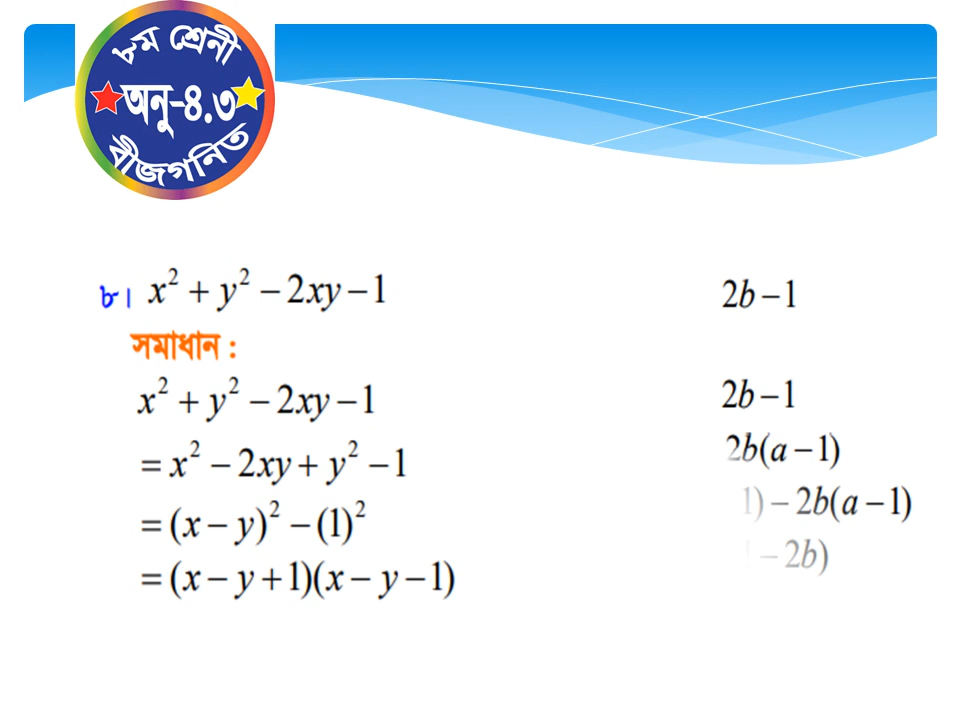 ৮ম শ্রেনী
অনু-৪.৩
বীজগনিত
৮। x² + y² − 2xy − 1
সমাধান :
x² + y² − 2xy − 1
= x² − 2xy + y² − 1
= (x − y)² − (1)²
= (x − y + 1)(x − y − 1)
2b − 1
2b − 1
2b(a − 1)
1) − 2b(a − 1)
− 2b)